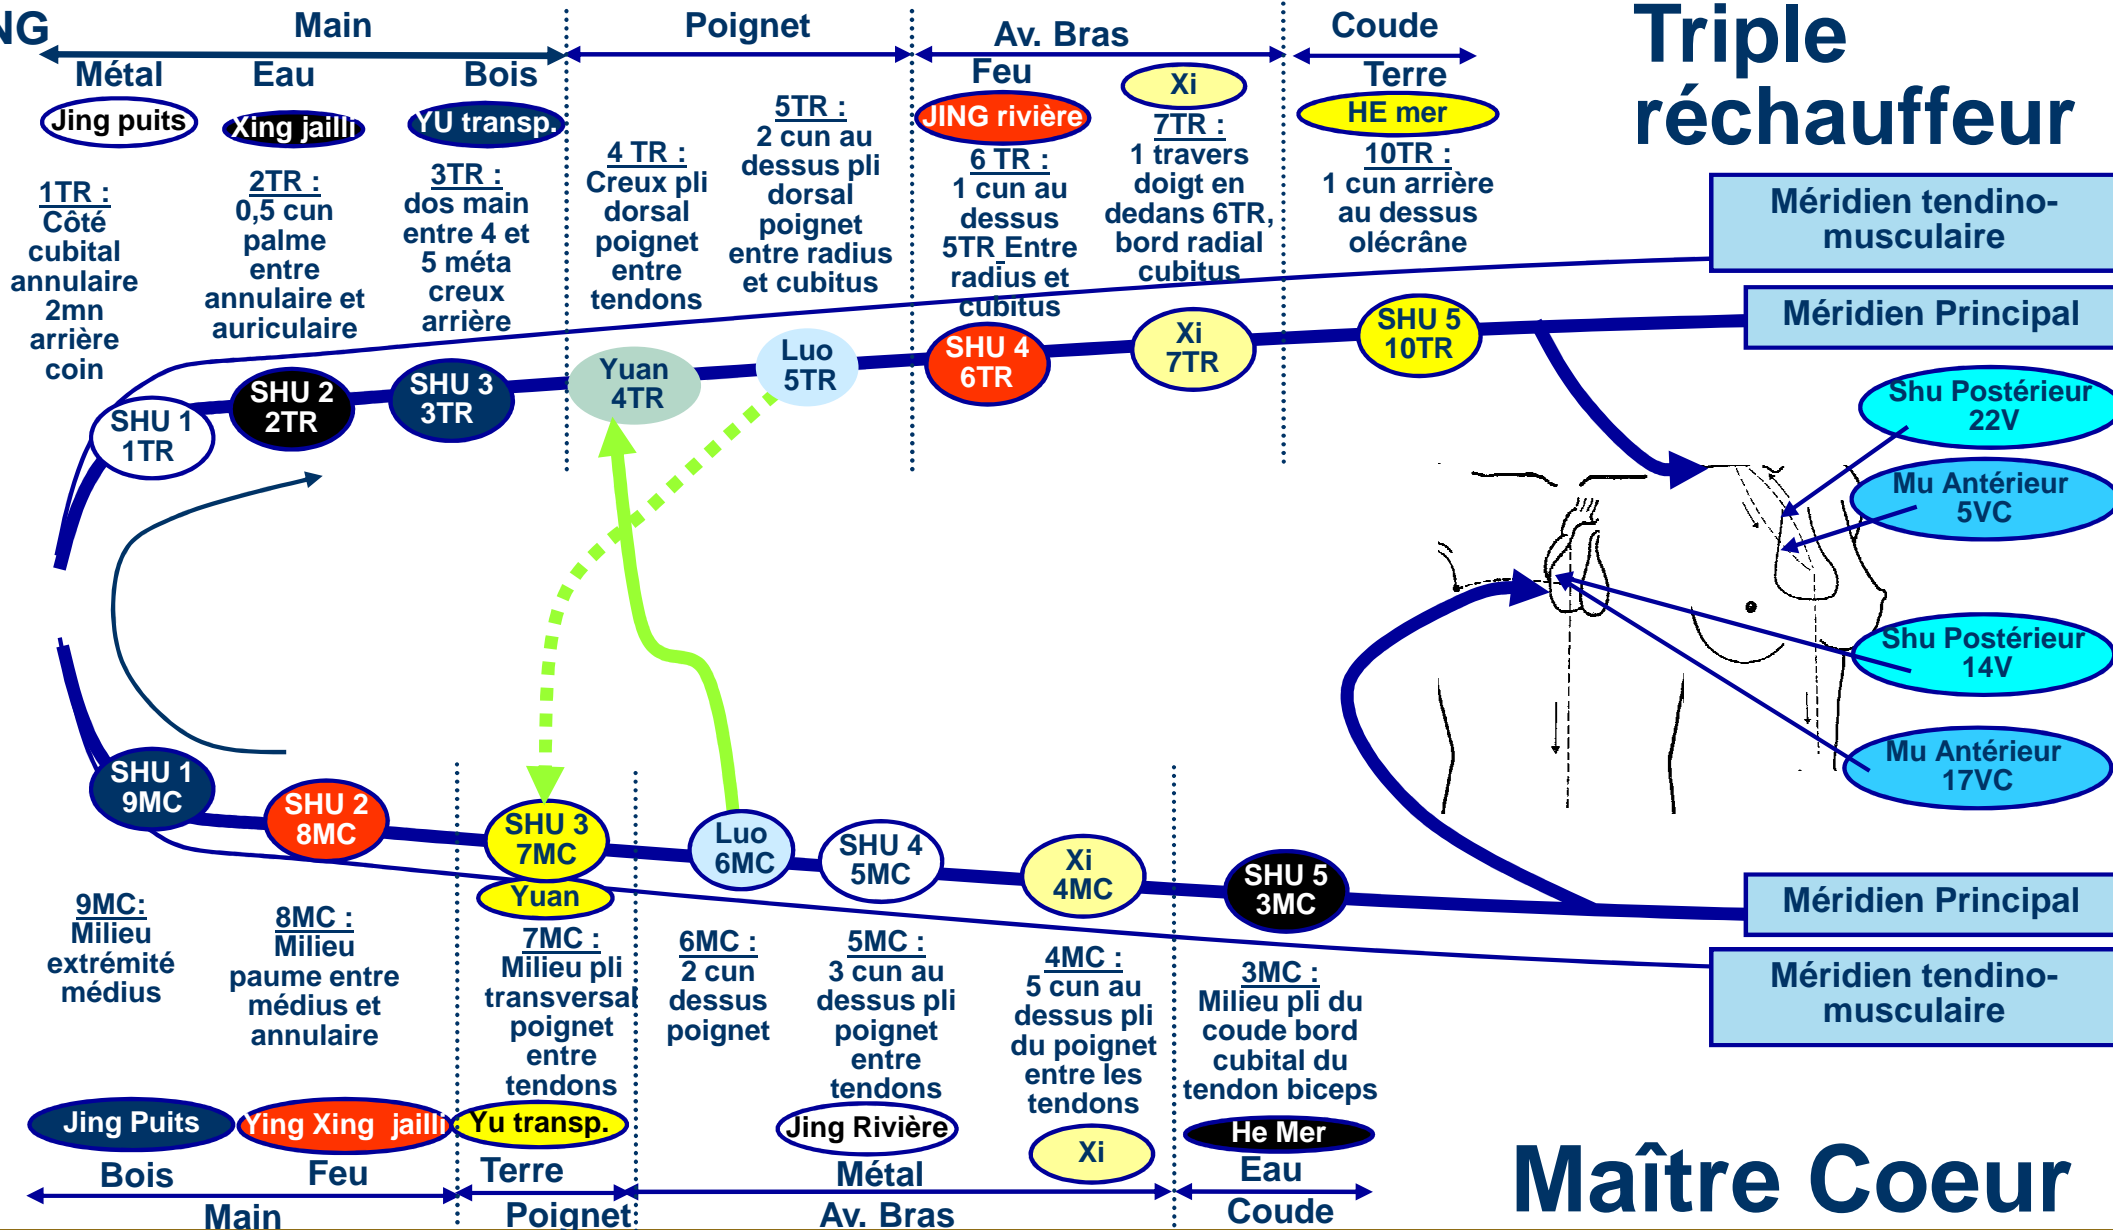 NG
Main
Poignet
Av. Bras
Coude
Triple
réchauffeur
Métal
Eau
Bois
Feu
Xi
Terre
Jing puits
Xing jailli
YU transp.
JING rivière
HE mer
1TR :
Côté
cubital
annulaire
2mn
arrière
coin
2TR :
0,5 cun
palme
entre
annulaire et
auriculaire
3TR :
dos main
entre 4 et
5 méta
creux
arrière
4 TR :
Creux pli
dorsal
poignet
entre
tendons
5TR :
2 cun au
dessus pli
dorsal
poignet
entre radius
et cubitus
6 TR :
1 cun au
dessus
5TR Entre
radius et
cubitus
7TR :
1 travers
doigt en
dedans 6TR,
bord radial
cubitus
10TR :
1 cun arrière
au dessus
olécrâne
Méridien tendino-
musculaire
Méridien Principal
SHU 1
1TR
SHU 2
2TR
SHU 3
3TR
Yuan
4TR
Luo
5TR
SHU 4
6TR
Xi
7TR
SHU 5
10TR
Shu Postérieur
22V
Mu Antérieur
5VC
Shu Postérieur
14V
Mu Antérieur
17VC
SHU 1
9MC
SHU 2
8MC
SHU 3
7MC
Yuan
Luo
6MC
SHU 4
5MC
Xi
4MC
SHU 5
3MC
Méridien Principal
Méridien tendino-
musculaire
9MC:
Milieu
extrémité
médius
8MC :
Milieu
paume entre
médius et
annulaire
7MC :
Milieu pli
transversal
poignet
entre
tendons
6MC :
2 cun
dessus
poignet
5MC :
3 cun au
dessus pli
poignet
entre
tendons
4MC :
5 cun au
dessus pli
du poignet
entre les
tendons
3MC :
Milieu pli du
coude bord
cubital du
tendon biceps
Jing Puits
Ying Xing jailli
Yu transp.
Jing Rivière
Xi
He Mer
Bois
Feu
Terre
Métal
Eau
Main
Poignet
Av. Bras
Coude
Maître Coeur